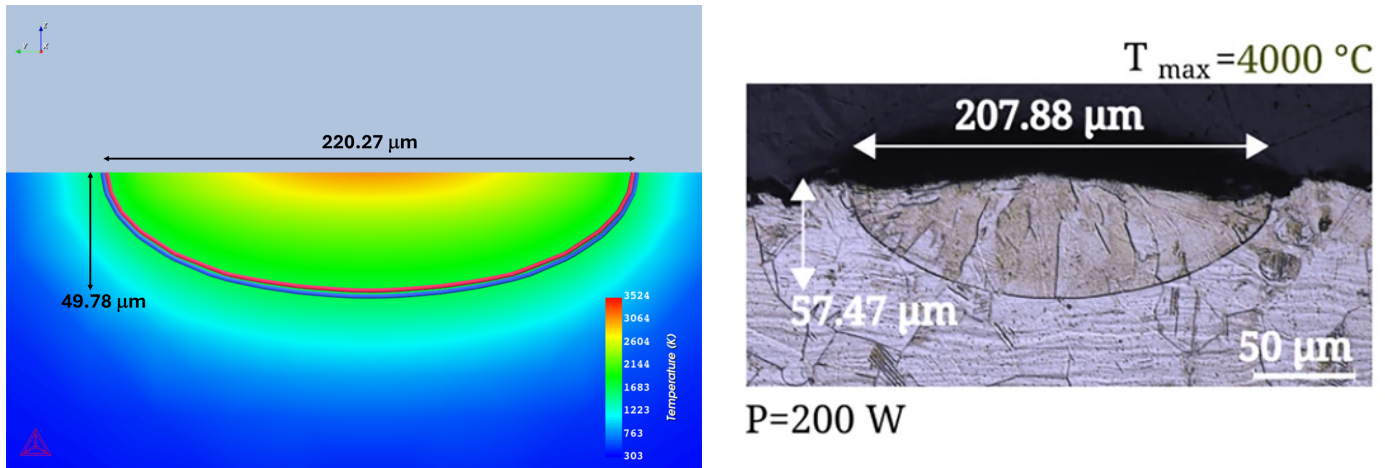 Z
Y
X
220.27 μm
49.78 μm
3524
3064
2604
2144
1683
1223
763
303
Temperature (K)
T max =4000 °C
207.88 μm
57.47 μm
50 μm
P=200 W